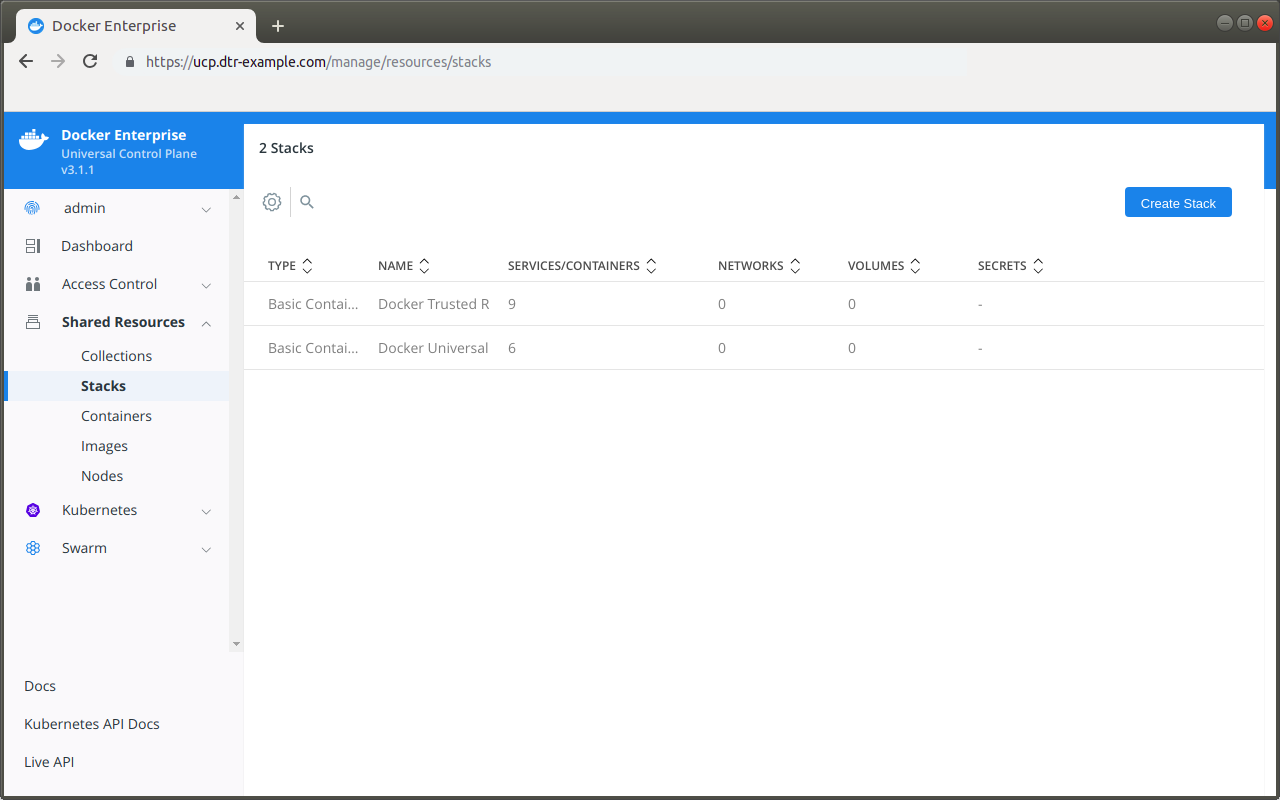 Docker Enterprise
https://ucp.dtr-example.com/manage/resources/stacks
Docker Enterprise
Universal Control Plane
v3.1.1
admin
Dashboard
Access Control
Shared Resources
Collections
Stacks
Containers
Images
Nodes
Kubernetes
Swarm
Docs
Kubernetes API Docs
Live API
2 Stacks
Create Stack
TYPE NAME SERVICES/CONTAINERS NETWORKS VOLUMES SECRETS
Basic Contai... Docker Trusted R 9 0 0 -
Basic Contai... Docker Universal 6 0 0 -